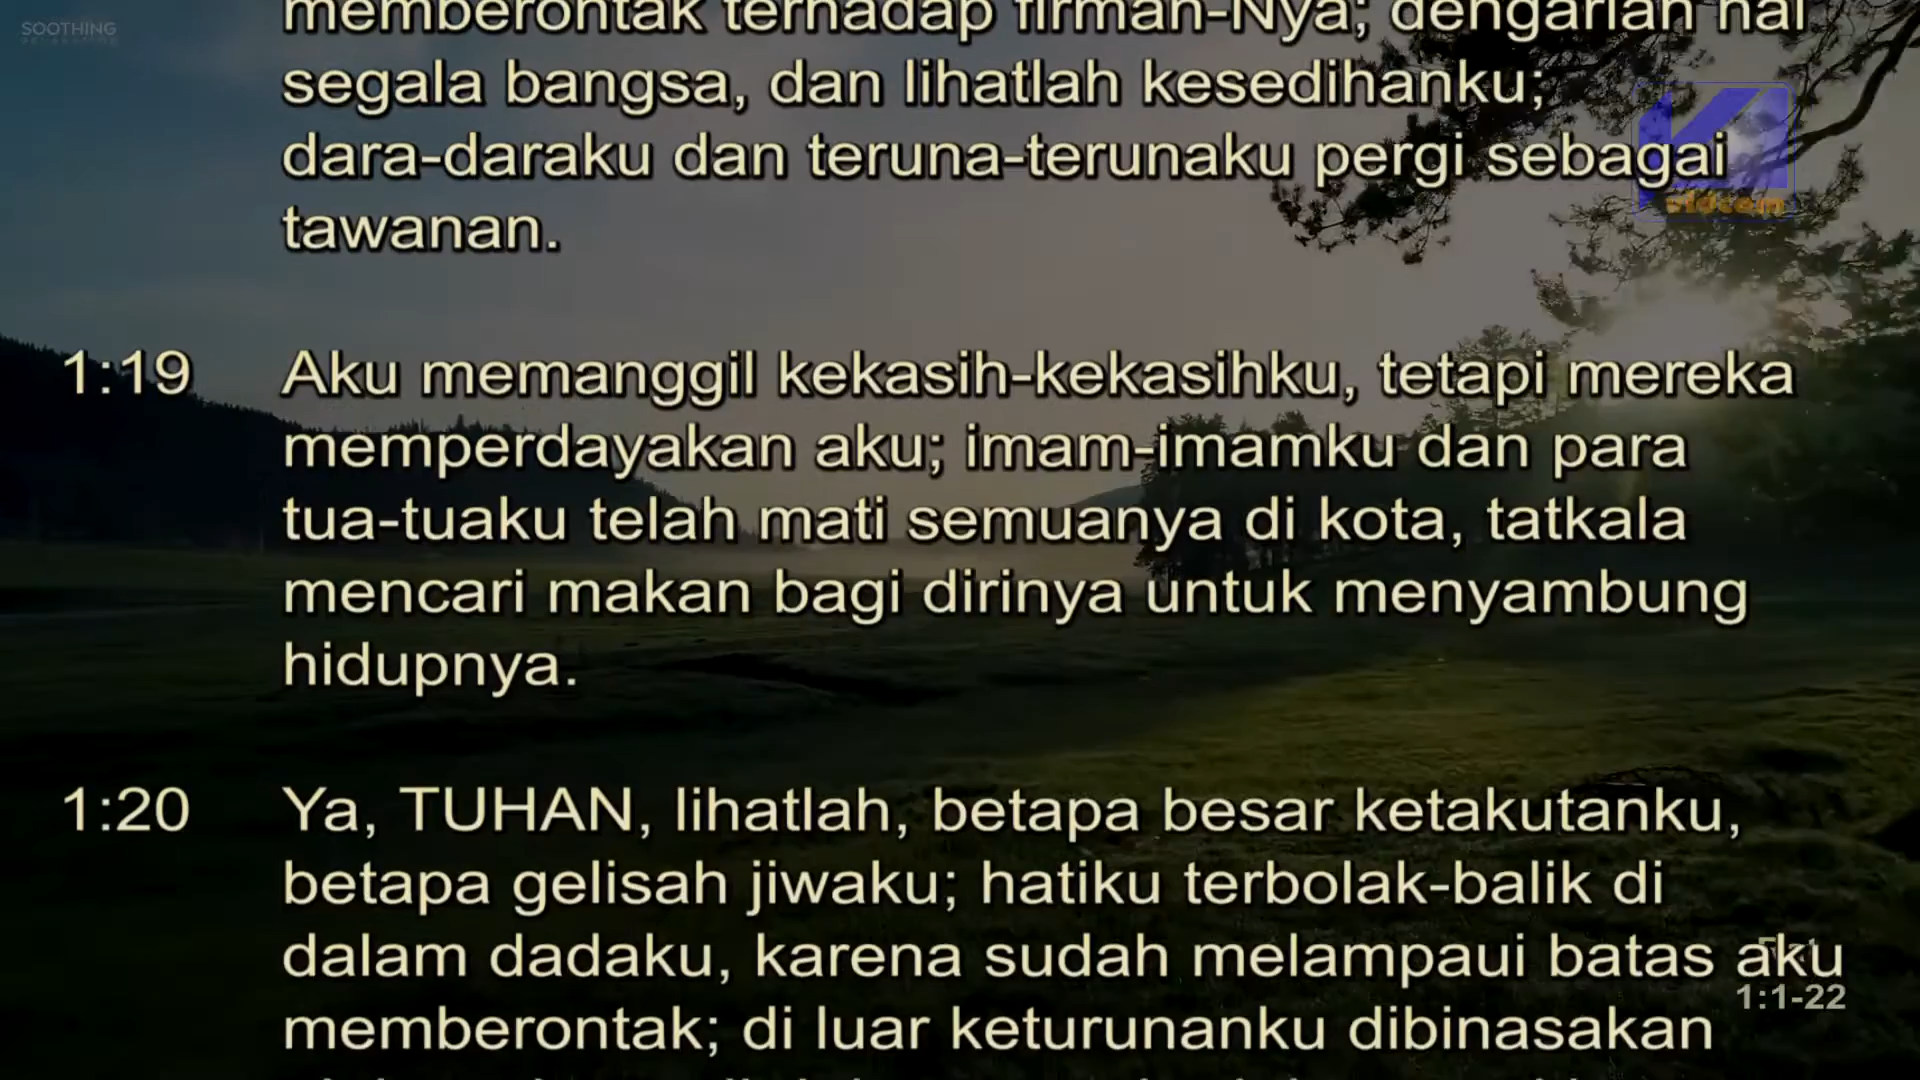 SOOTHING
RELAXATION
memberontak terhadap firman-Nya; dengarlah hai
segala bangsa, dan lihatlah kesedihanku;
dara-daraku dan teruna-terunaku pergi sebagai
tawanan.
vidcom
1:19 Aku memanggil kekasih-kekasihku, tetapi mereka
memperdayakan aku; imam-imamku dan para
tua-tuaku telah mati semuanya di kota, tatkala
mencari makan bagi dirinya untuk menyambung
hidupnya.
1:20 Ya, TUHAN, lihatlah, betapa besar ketakutanku,
betapa gelisah jiwaku; hatiku terbolak-balik di
dalam dadaku, karena sudah melampaui batas aku
memberontak; di luar keturunanku dibinasakan
1:1-22